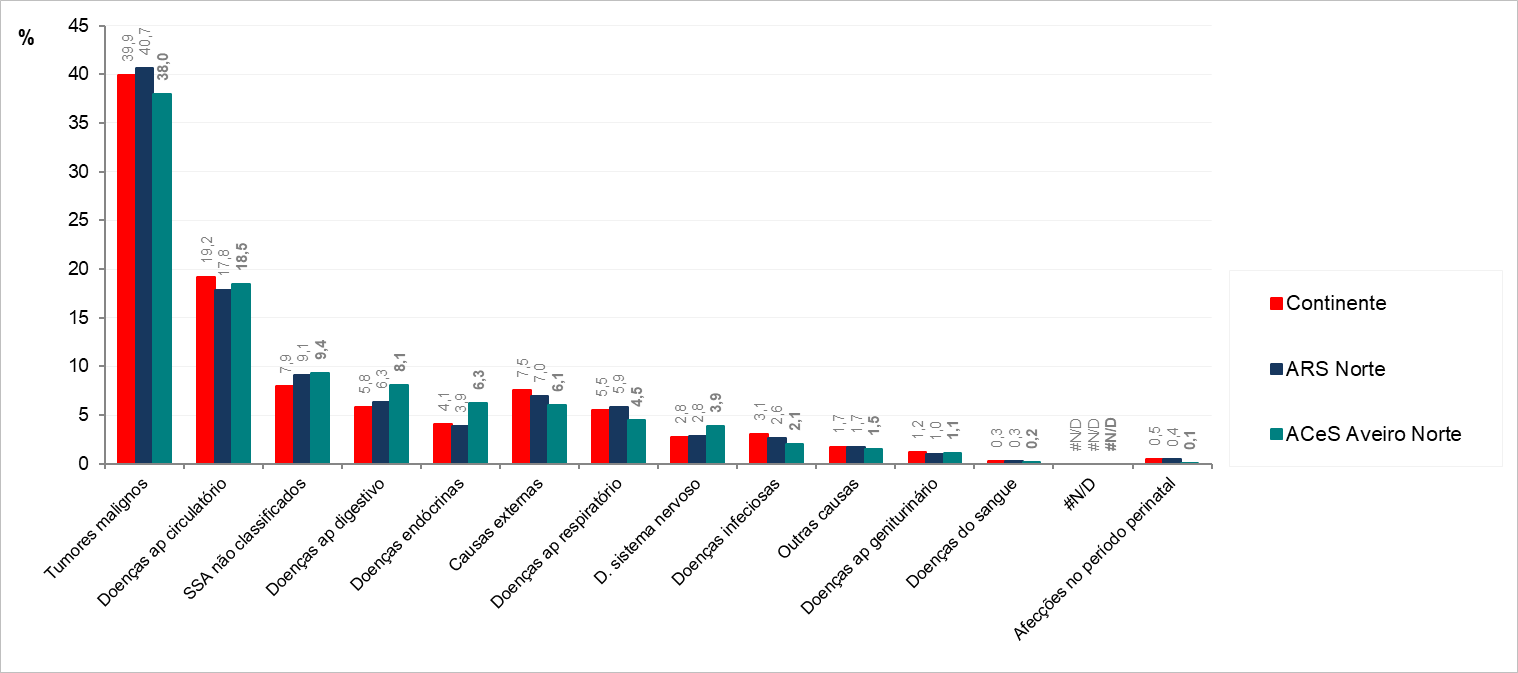 %
45
40
35
30
25
20
15
10
5
0
39,9
40,7
38,0
19,2
17,8
18,5
7,9
9,1
9,4
5,8
6,3
8,1
4,1
3,9
6,3
7,5
7,0
6,1
5,5
5,9
4,5
2,8
2,8
3,9
3,1
2,6
2,1
1,7
1,7
1,5
1,2
1,0
1,1
0,3
0,3
0,2
#N/D
#N/D
#N/D
0,5
0,4
0,1
Tumores malignos
Doenças ap circulatório
SSA não classificados
Doenças ap digestivo
Doenças endócrinas
Causas externas
Doenças ap respiratório
D. sistema nervoso
Doenças infeciosas
Outras causas
Doenças ap geniturinário
Doenças do sangue
#N/D
Afecções no período perinatal
Continente
ARS Norte
ACeS Aveiro Norte